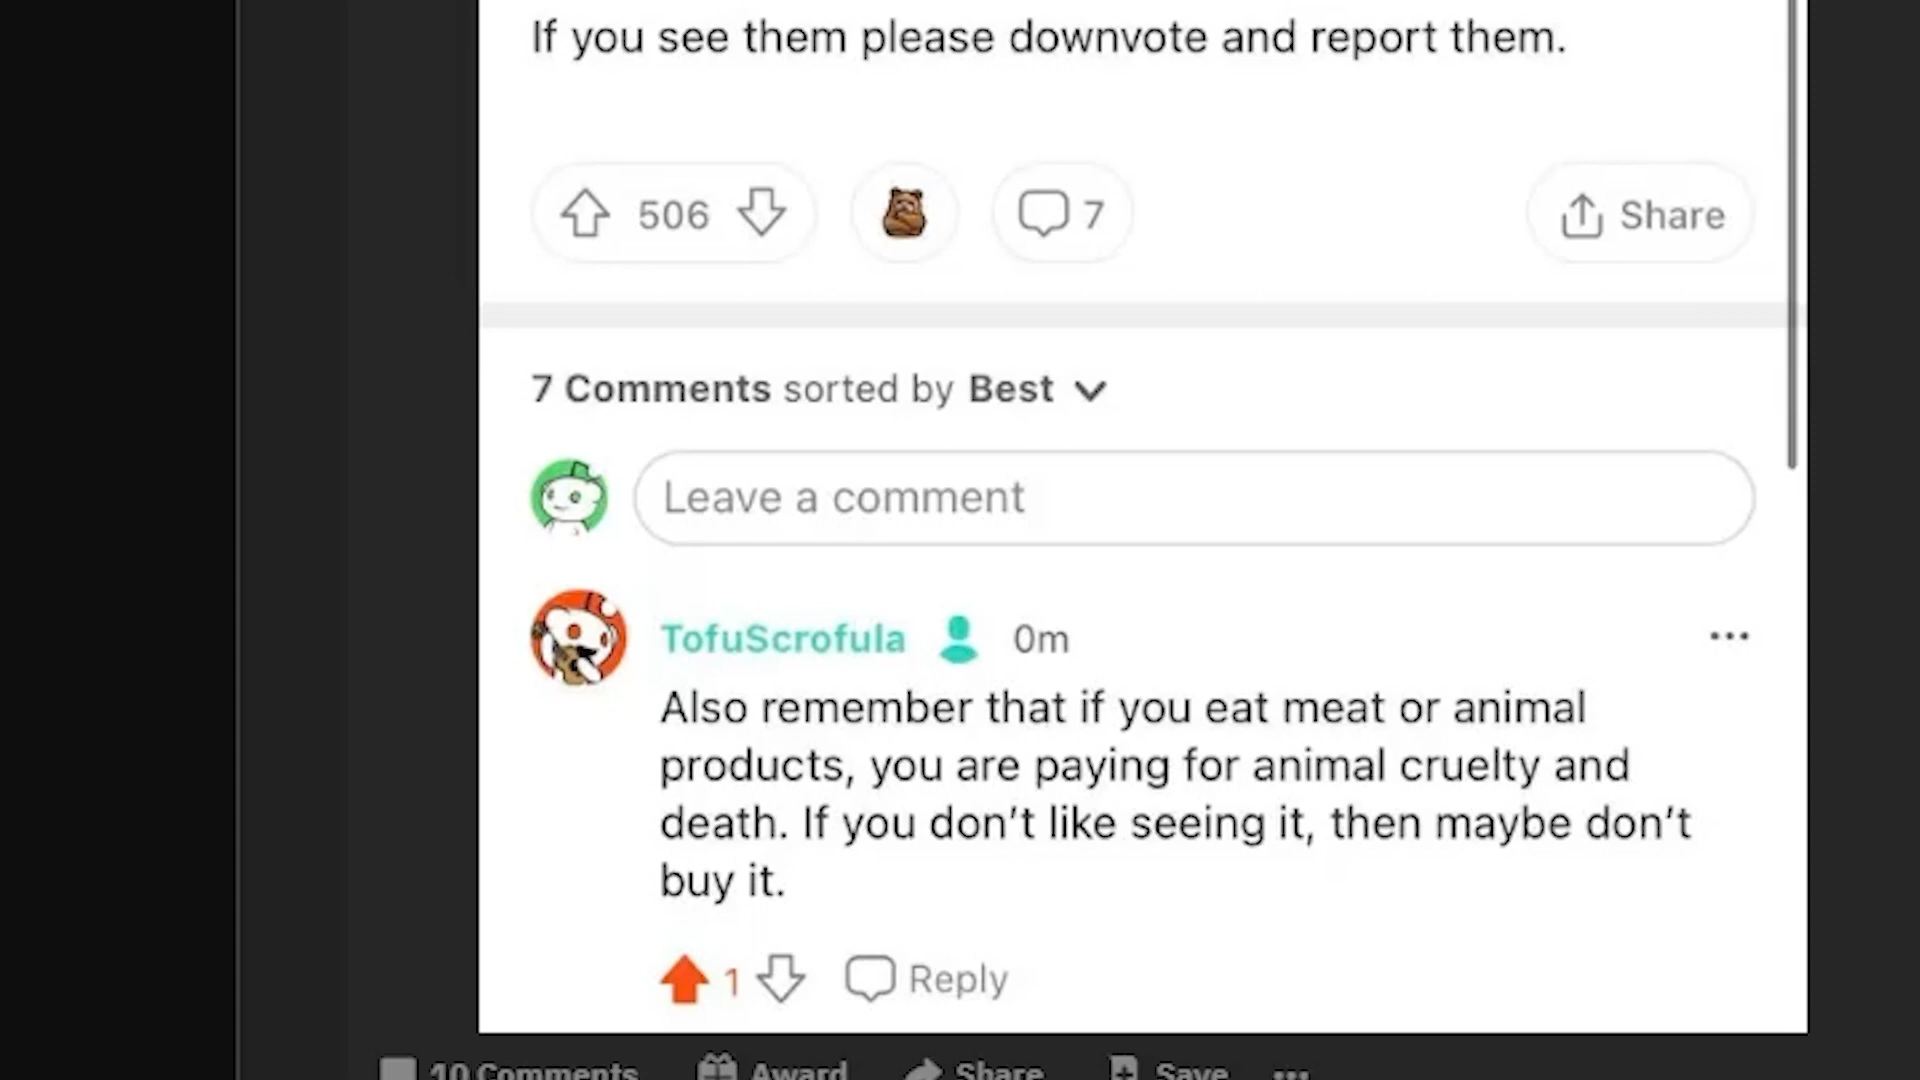 If you see them please downvote and report them.
506
7
Share
7 Comments sorted by Best
Leave a comment
TofuScrofula 0m
Also remember that if you eat meat or animal
products, you are paying for animal cruelty and
death. If you don't like seeing it, then maybe don't
buy it.
1 Reply
10 Comments Award Share Save